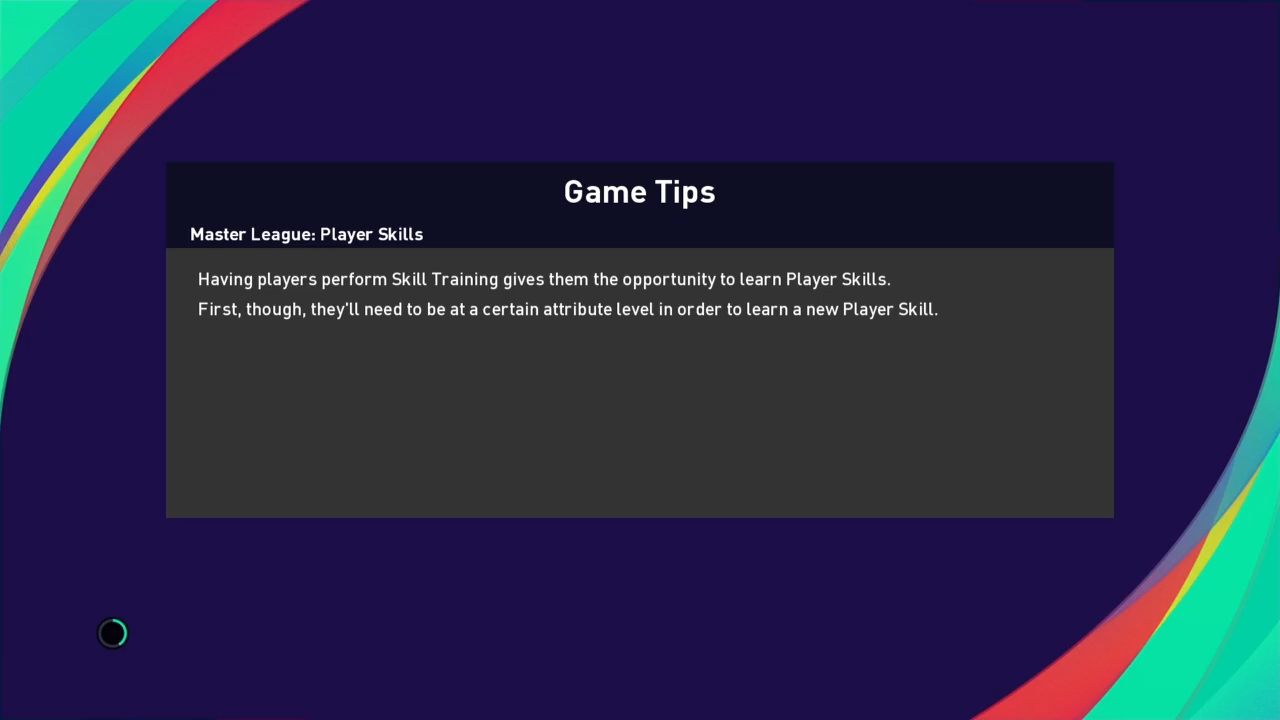 Game Tips
Master League: Player Skills
Having players perform Skill Training gives them the opportunity to learn Player Skills.
First, though, they'll need to be at a certain attribute level in order to learn a new Player Skill.